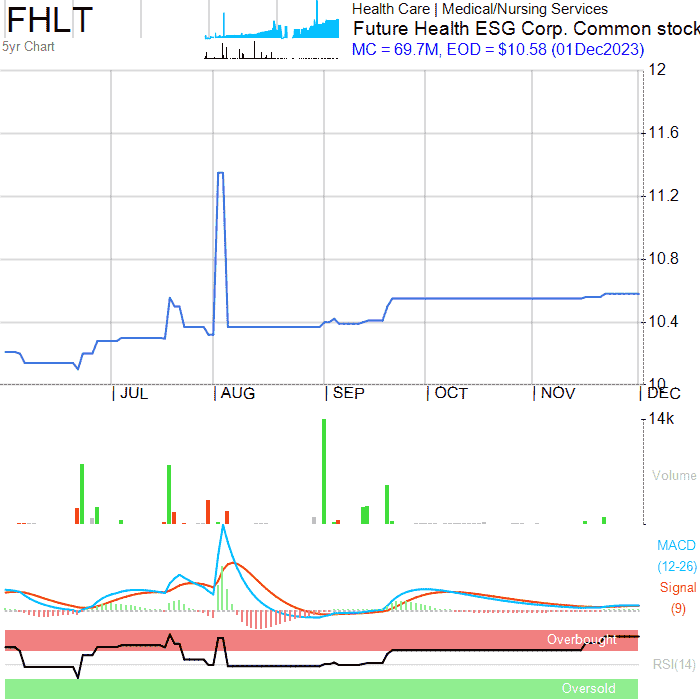 FHLT
5yr Chart
Health Care | Medical/Nursing Services
Future Health ESG Corp. Common stock
MC = 69.7M, EOD = $10.58 (01Dec2023)
12
11.6
11.2
10.8
10.4
10
JUL AUG SEP OCT NOV DEC
14k
Volume
MACD
(12-26)
Signal
(9)
Overbought
RSI(14)
Oversold